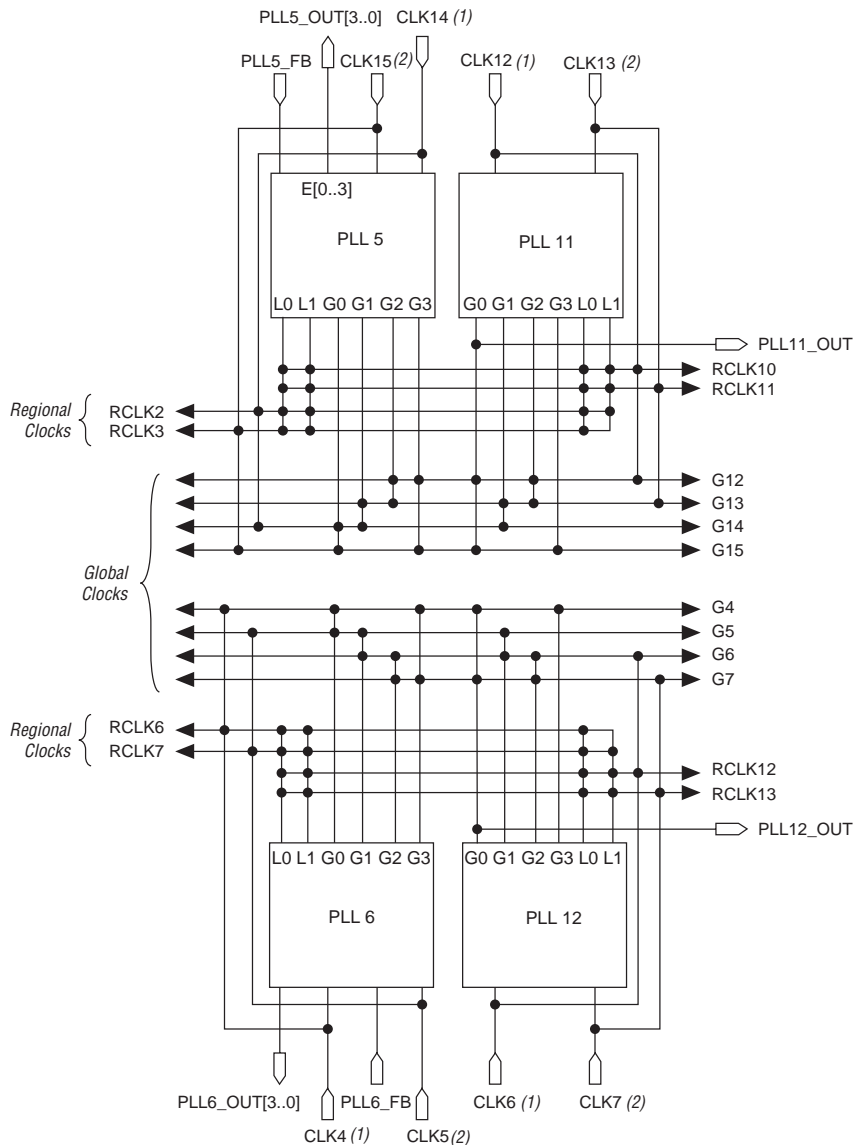 PLL5_OUT[3..0] CLK14 (1)
PLL5_FB CLK15 (2) CLK12 (1) CLK13 (2)
E[0..3]
PLL 5 PLL 11
L0 L1 G0 G1 G2 G3 G0 G1 G2 G3 L0 L1
PLL11_OUT
RCLK10
RCLK11
Regional Clocks RCLK2
RCLK3
G12
G13
G14
G15
Global
Clocks
G4
G5
G6
G7
Regional Clocks RCLK6
RCLK7
RCLK12
RCLK13
PLL12_OUT
L0 L1 G0 G1 G2 G3 G0 G1 G2 G3 L0 L1
PLL 6 PLL 12
PLL6_OUT[3..0] PLL6_FB CLK6 (1) CLK7 (2)
CLK4 (1) CLK5 (2)